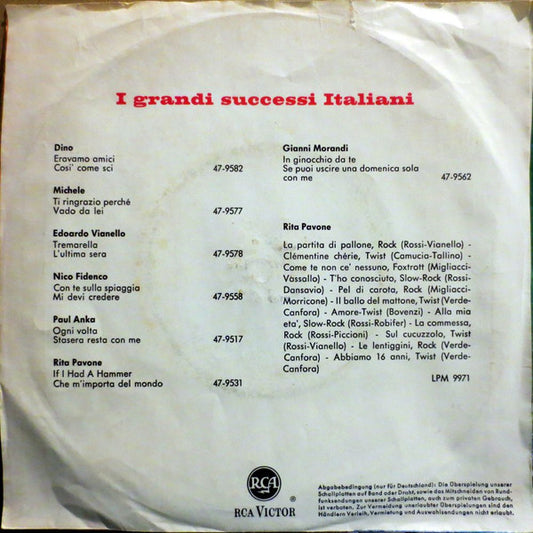 I grandi successi Italiani
Dino
Eravamo amici
Cosi' come sci 47-9582
Michele
Ti ringrazio perché
Vado da lei 47-9577
Edoardo Vianello
Tremarella
L'ultima sera 47-9578
Nico Fidenco
Con te sulla spiaggia
Mi devi credere 47-9558
Paul Anka
Ogni volta
Stasera resta con me 47-9517
Rita Pavone
If I Had A Hammer
Che m'importa del mondo 47-9531
Gianni Morandi
In ginocchio da te
Se puoi uscire una domenica sola
con me 47-9562
Rita Pavone
La partita di pallone, Rock (Rossi-Vianello) -
Clémentine chérie, Twist (Camucia-Tallino) -
Come te non ce' nessuno, Foxtrott (Migliacci-
Vassallo) - T'ho conosciuto, Slow-Rock (Rossi-
Dansavio) - Pel di carota, Rock (Migliacci-
Morricone) - Il ballo del mattone, Twist (Verde-
Canfora) - Amore-Twist (Bovenzi) - Alla mia
eta', Slow-Rock (Rossi-Robifer) - La commessa,
Rock (Rossi-Piccioni) - Sul cucuzzolo, Twist
(Rossi-Vianello) - Le lentiggini, Rock (Verde-
Canfora) - Abbiamo 16 anni, Twist (Verde-
Canfora)
LPM 9971
RCA
®
RCA VICTOR
Abgabebedingung (nur für Deutschland): Die Überspielung unserer
Schallplatten auf Band oder Draht, sowie das Mitschneiden von Rund-
funksendungen unserer Schallplatten, auch zum privaten Gebrauch,
ist verboten. Zur Vermeidung unerlaubter Überspielungen sind den
Händlern Verleih, Vermietung und Auswahlsendungen nicht erlaubt.